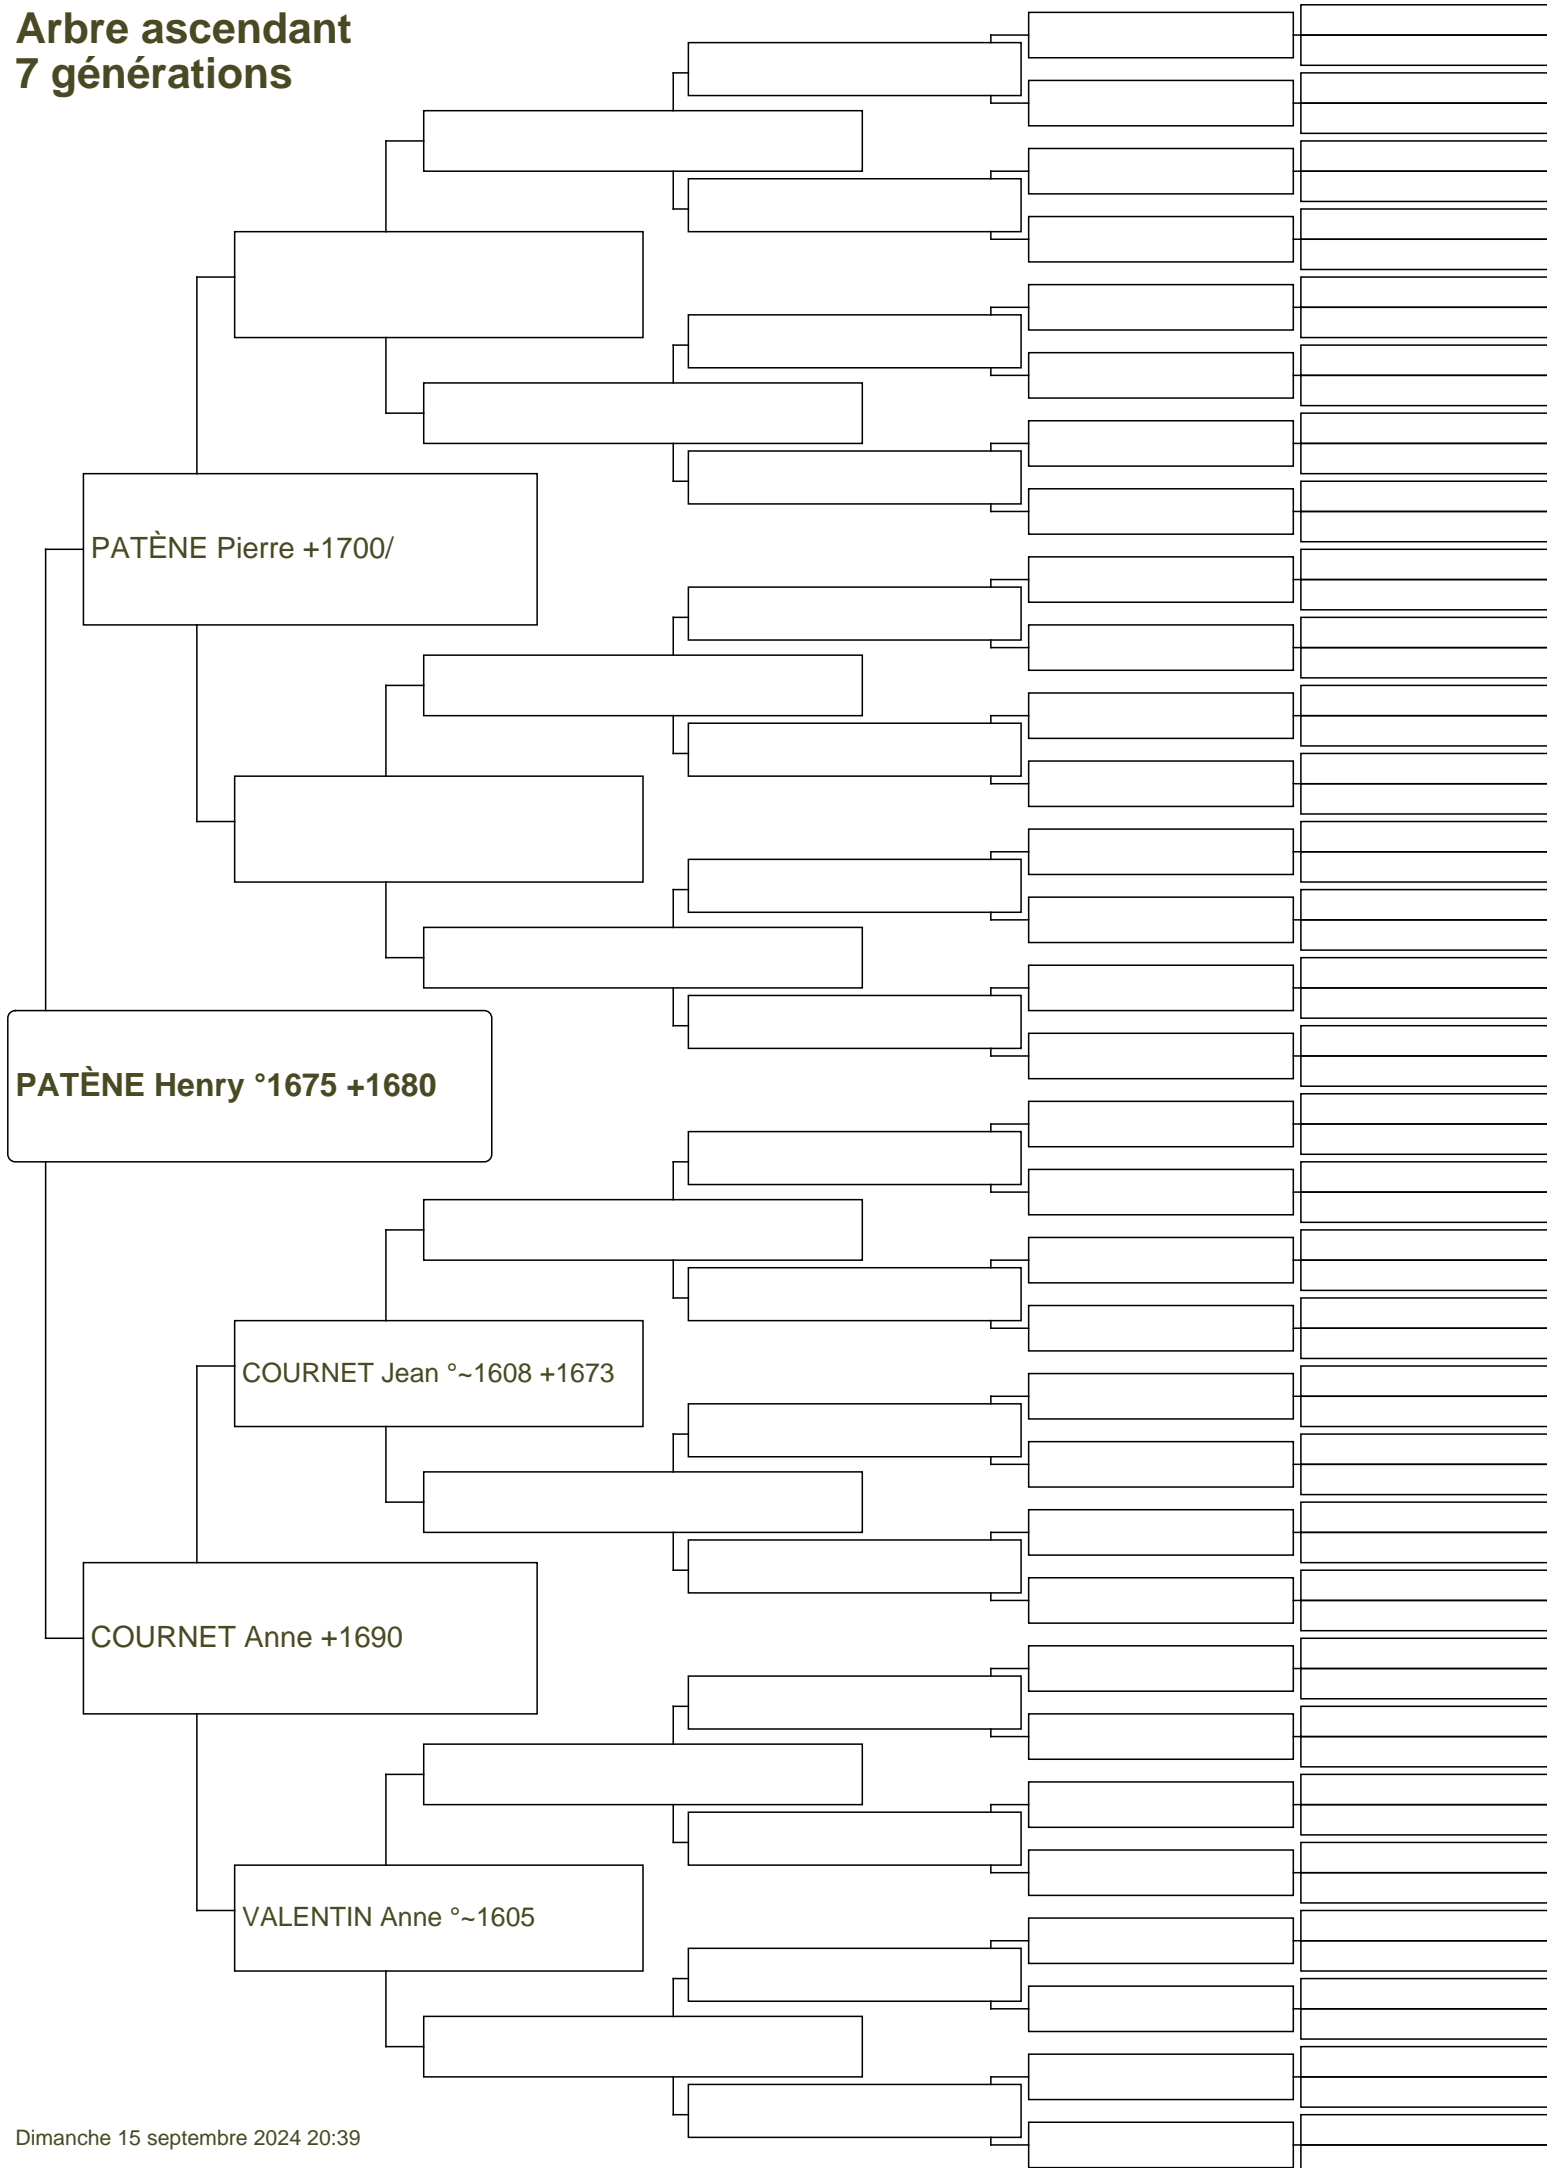 Arbre ascendant
7 générations
PATÈNE Pierre +1700/
PATÈNE Henry °1675 +1680
COURNET Jean °~1608 +1673
COURNET Anne +1690
VALENTIN Anne °~1605
Dimanche 15 septembre 2024 20:39